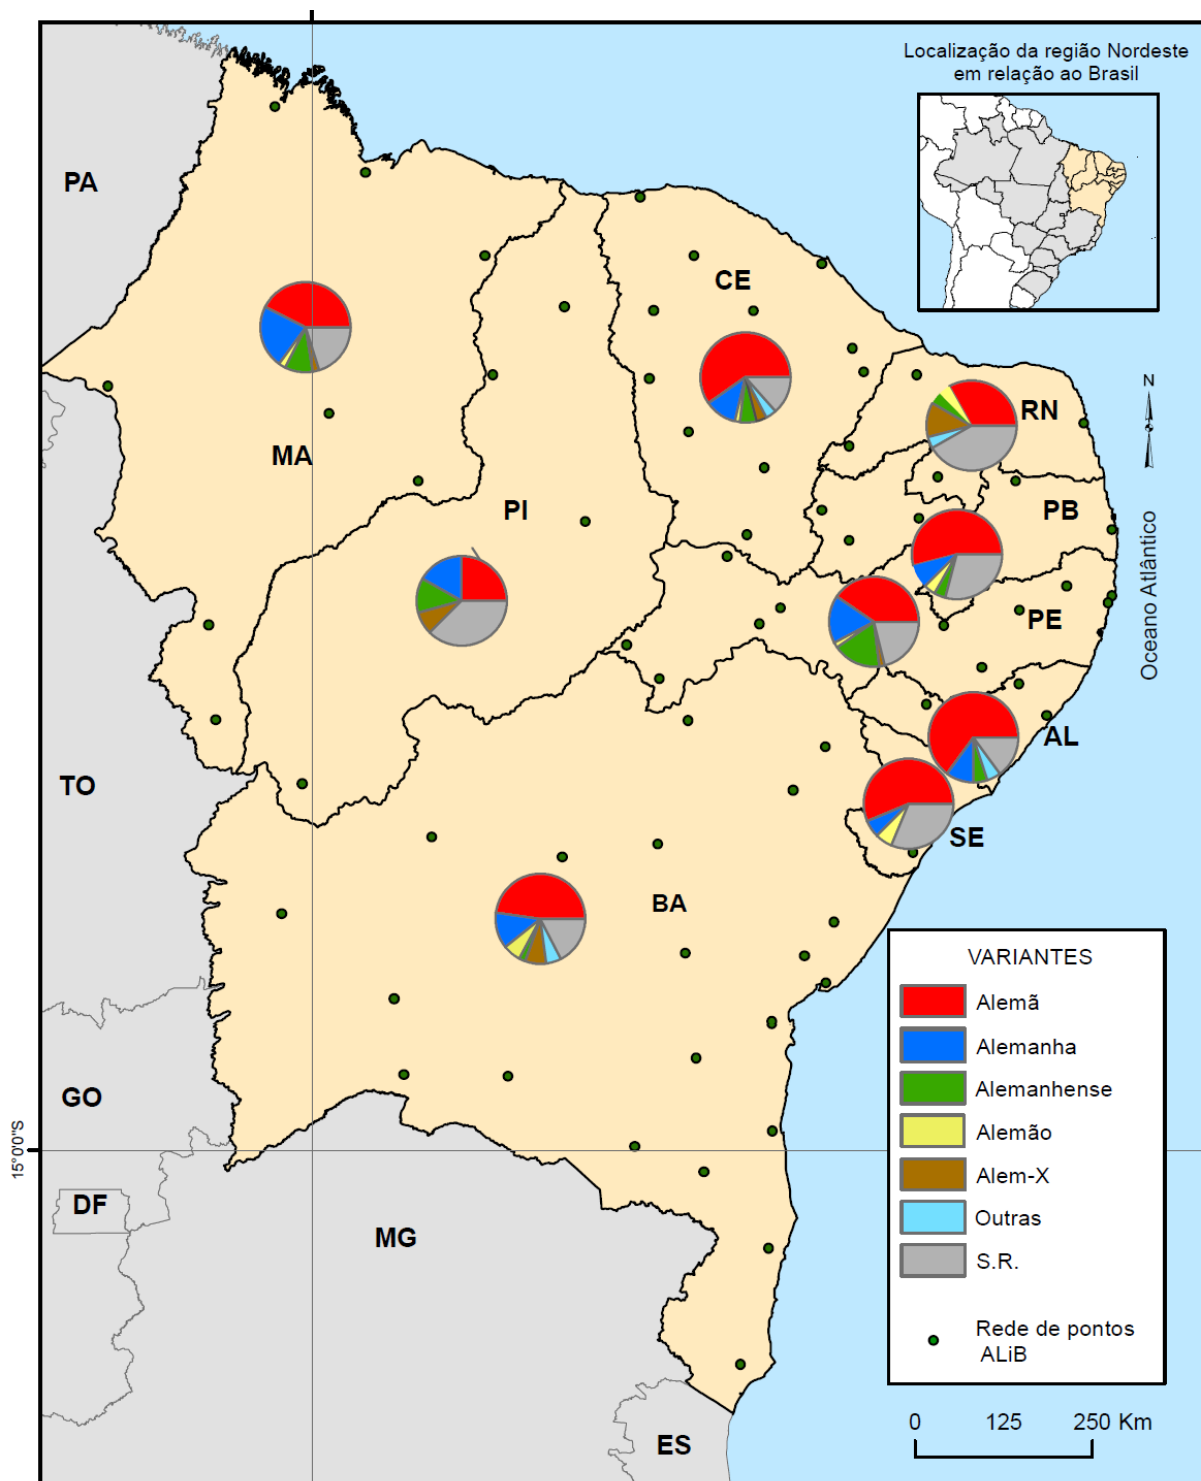 Localização da região Nordeste
em relação ao Brasil
PA
CE
N
RN
MA
PI
PB
Oceano Atlântico
PE
AL
TO
SE
BA
VARIANTES
Alemã
Alemanha
Alemanhense
Alemão
Alem-X
Outras
S.R.
Rede de pontos
ALiB
GO
15°0'0"S
DF
MG
ES
0 125 250 Km